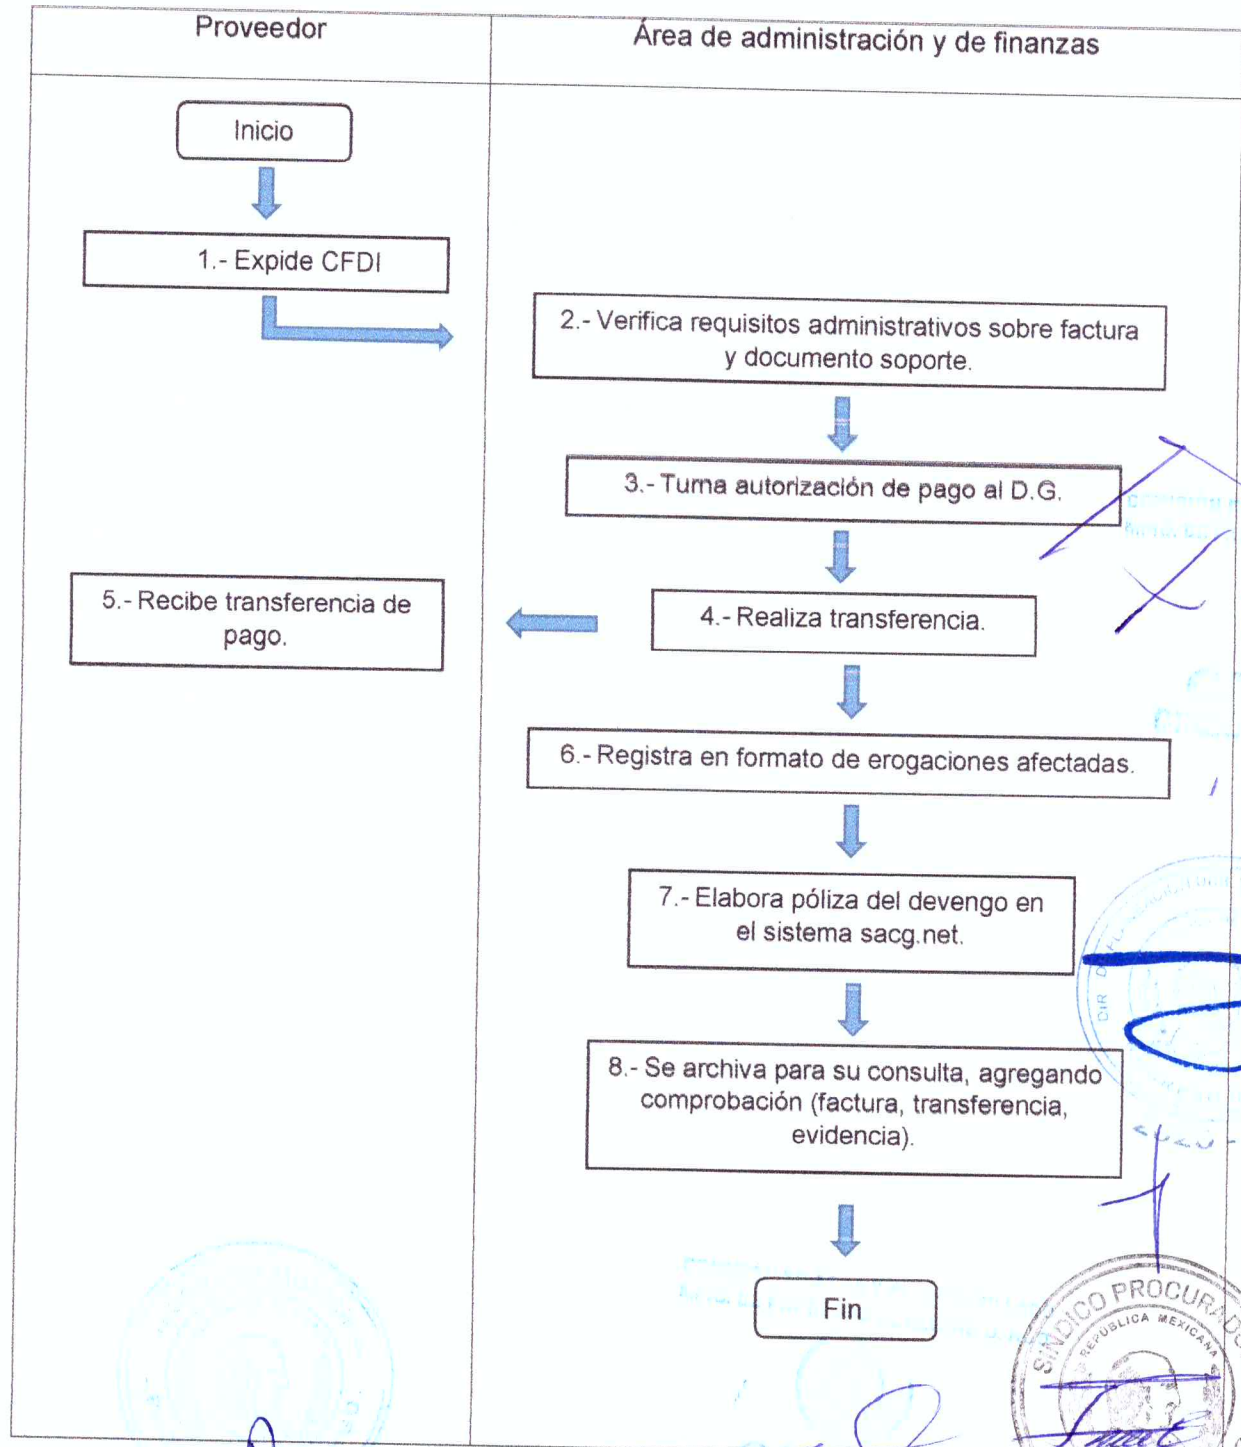 Proveedor
Área de administración y de finanzas
Inicio
1.- Expide CFDI
2.- Verifica requisitos administrativos sobre factura
y documento soporte.
3.- Turna autorización de pago al D.G.
5.- Recibe transferencia de
pago.
4.- Realiza transferencia.
6.- Registra en formato de erogaciones afectadas.
7.- Elabora póliza del devengo en
el sistema sacg.net.
DIR
8.- Se archiva para su consulta, agregando
comprobación (factura, transferencia,
evidencia).
Fin
SINDICO PROCURADO
REPÚBLICA MEXICANA